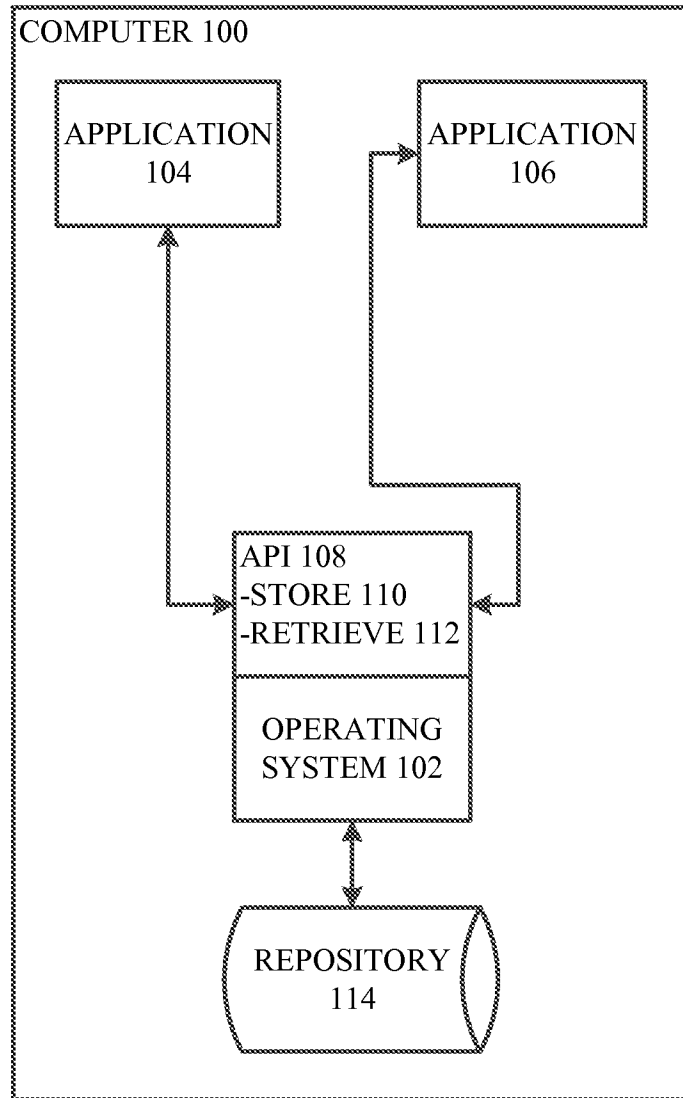 COMPUTER 100
APPLICATION
104
APPLICATION
106
API 108
-STORE 110
-RETRIEVE 112
OPERATING
SYSTEM 102
REPOSITORY
114